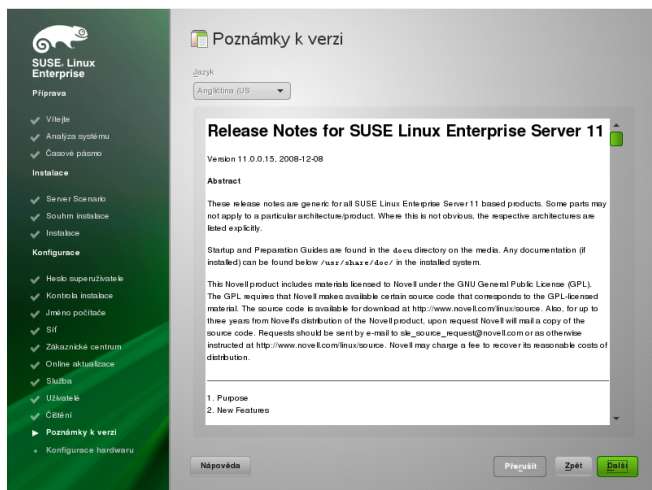 SUSE. Linux
Enterprise
Příprava
Vítejte
Analýza systému
Časové pásmo
Instalace
Server Scenario
Souhrn instalace
Instalace
Konfigurace
Heslo superuživatele
Kontrola instalace
Jméno počítače
Síť
Zákaznické centrum
Online aktualizace
Služba
Uživatelé
Čištění
Poznámky k verzi
Konfigurace hardwaru
Poznámky k verzi
Jazyk
Angličtina (US
Release Notes for SUSE Linux Enterprise Server 11
Version 11.0.0.15, 2008-12-08
Abstract
These release notes are generic for all SUSE Linux Enterprise Server 11 based products. Some parts may
not apply to a particular architecture/product. Where this is not obvious, the respective architectures are
listed explicitly.
Startup and Preparation Guides are found in the docu directory on the media. Any documentation (if
installed) can be found below /usr/share/doc/ in the installed system.
This Novell product includes materials licensed to Novell under the GNU General Public License (GPL).
The GPL requires that Novell makes available certain source code that corresponds to the GPL-licensed
material. The source code is available for download at http://www.novell.com/linux/source. Also, for up to
three years from Novell's distribution of the Novell product, upon request Novell will mail a copy of the
source code. Requests should be sent by e-mail to sle_source_request@novell.com or as otherwise
instructed at http://www.novell.com/linux/source. Novell may charge a fee to recover its reasonable costs of
distribution.
1. Purpose
2. New Features
Nápověda
Přerušit
Zpět
Další